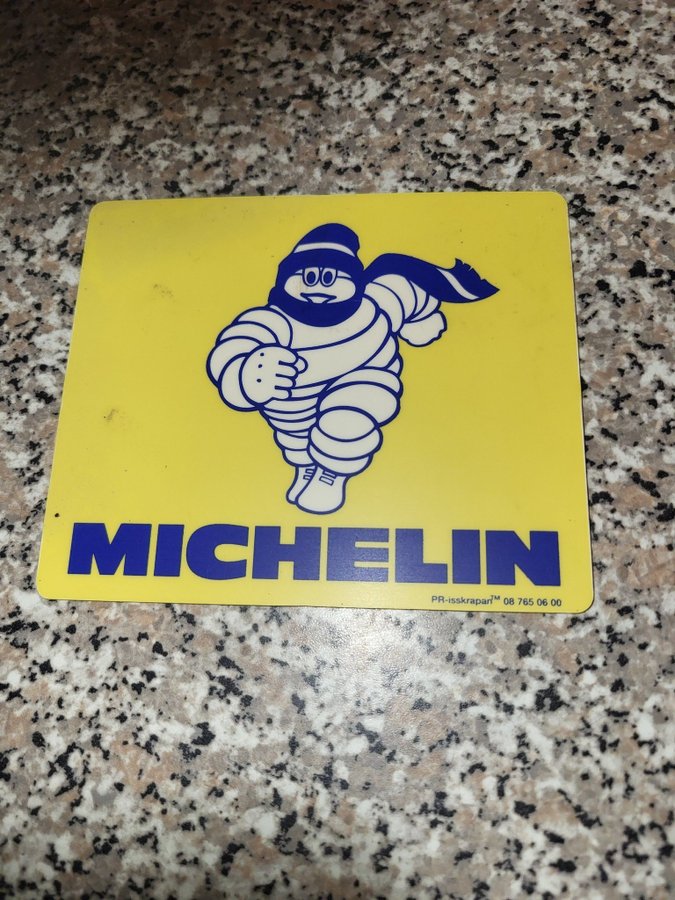 MICHELIN
PR-isskrapan™ 08 765 06 00